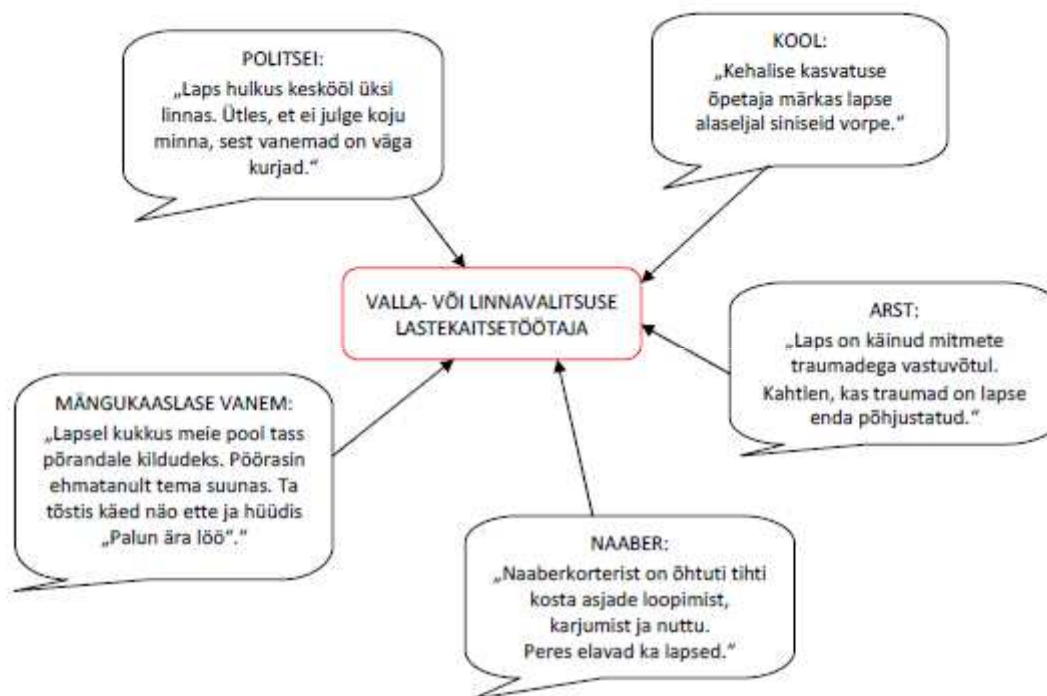 POLITSEI:
„Laps hulkus keskööl üksi
linnas. Ütles, et ei julge koju
minna, sest vanemad on väga
kurjad.“
KOOL:
„Kehalise kasvatuse
õpetaja märkas lapse
alaseljal siniseid vorpe.“
VALLA- VÕI LINNAVALITSUSE
LASTEKAITSETÖÖTAJA
ARST:
„Laps on käinud mitmete
traumadega vastuvõtul.
Kahtlen, kas traumad on lapse
enda põhjustatud.“
MÄNGUKAASLASE VANEM:
„Lapsel kukkus meie pool tass
põrandale kildudeks. Pöörasin
ehmatanult tema suunas. Ta
tõstis käed näo ette ja hüüdis
„Palun ära löö“.“
NAABER:
„Naaberkorterist on õhtuti tihti
kosta asjade loopimist,
karjumist ja nuttu.
Peres elavad ka lapsed.“